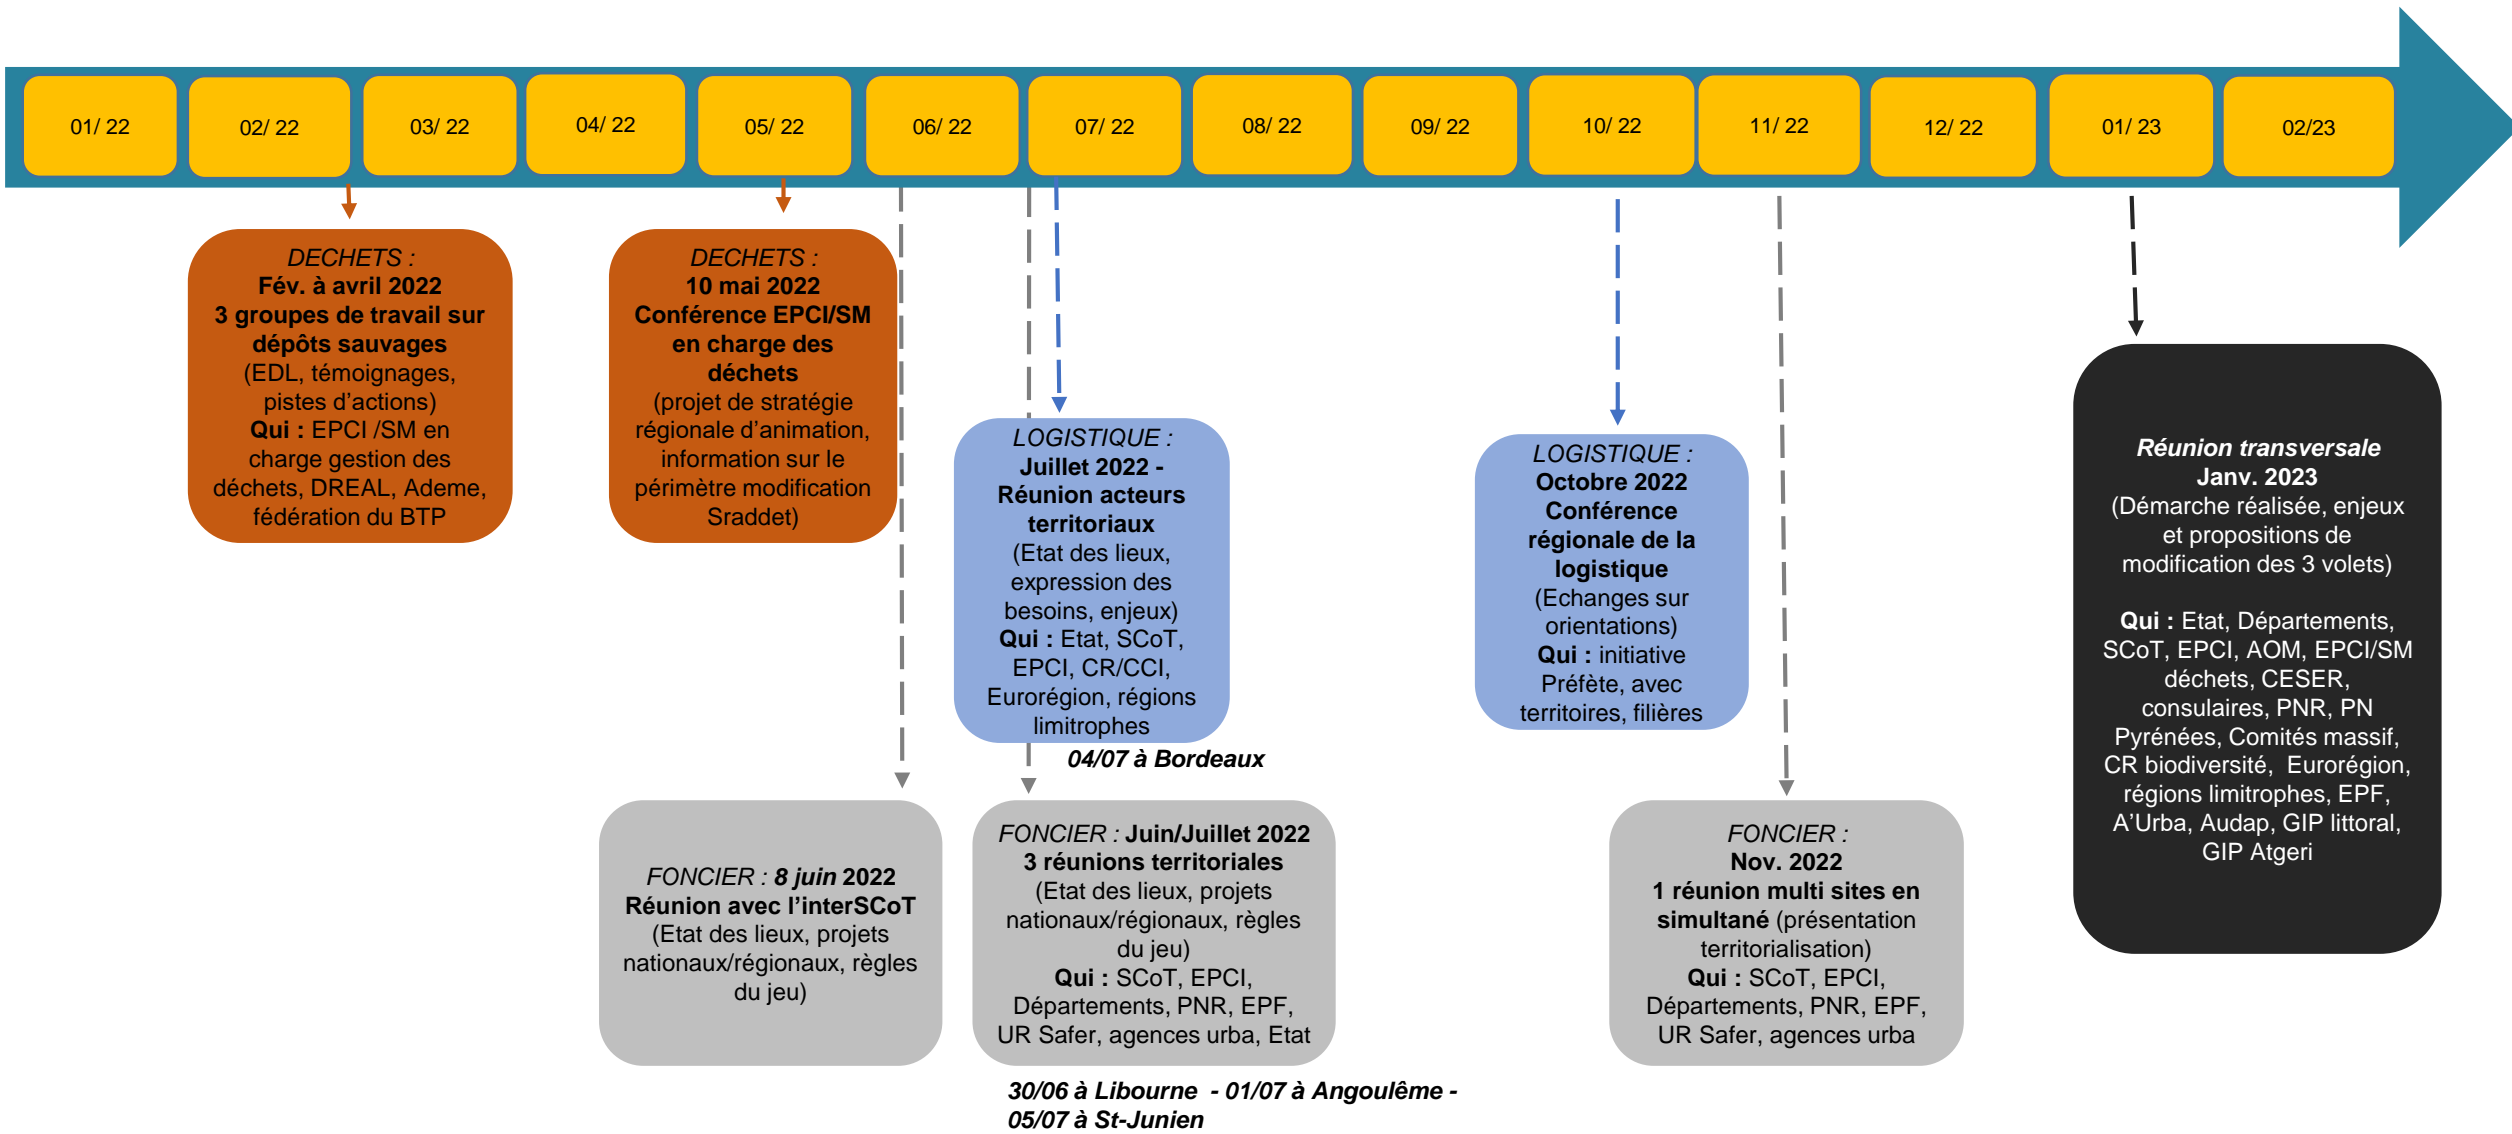 01/ 22
02/ 22
03/ 22
04/ 22
05/ 22
06/ 22
07/ 22
08/ 22
09/ 22
10/ 22
11/ 22
12/ 22
01/ 23
02/23
DECHETS :
Fév. à avril 2022
3 groupes de travail sur
dépôts sauvages
(EDL, témoignages,
pistes d’actions)
Qui : EPCI /SM en
charge gestion des
déchets, DREAL, Ademe,
fédération du BTP
DECHETS :
10 mai 2022
Conférence EPCI/SM
en charge des
déchets
(projet de stratégie
régionale d’animation,
information sur le
périmètre modification
Sraddet)
LOGISTIQUE :
Juillet 2022 -
Réunion acteurs
territoriaux
(Etat des lieux,
expression des
besoins, enjeux)
Qui : Etat, SCoT,
EPCI, CR/CCI,
Eurorégion, régions
limitrophes
04/07 à Bordeaux
LOGISTIQUE :
Octobre 2022
Conférence
régionale de la
logistique
(Echanges sur
orientations)
Qui : initiative
Préfète, avec
territoires, filières
Réunion transversale
Janv. 2023
(Démarche réalisée, enjeux
et propositions de
modification des 3 volets)
Qui : Etat, Départements,
SCoT, EPCI, AOM, EPCI/SM
déchets, CESER,
consulaires, PNR, PN
Pyrénées, Comités massif,
CR biodiversité, Eurorégion,
régions limitrophes, EPF,
A’Urba, Audap, GIP littoral,
GIP Atgeri
FONCIER : 8 juin 2022
Réunion avec l’interSCoT
(Etat des lieux, projets
nationaux/régionaux, règles
du jeu)
FONCIER : Juin/Juillet 2022
3 réunions territoriales
(Etat des lieux, projets
nationaux/régionaux, règles
du jeu)
Qui : SCoT, EPCI,
Départements, PNR, EPF,
UR Safer, agences urba, Etat
30/06 à Libourne - 01/07 à Angoulême -
05/07 à St-Junien
FONCIER :
Nov. 2022
1 réunion multi sites en
simultané (présentation
territorialisation)
Qui : SCoT, EPCI,
Départements, PNR, EPF,
UR Safer, agences urba